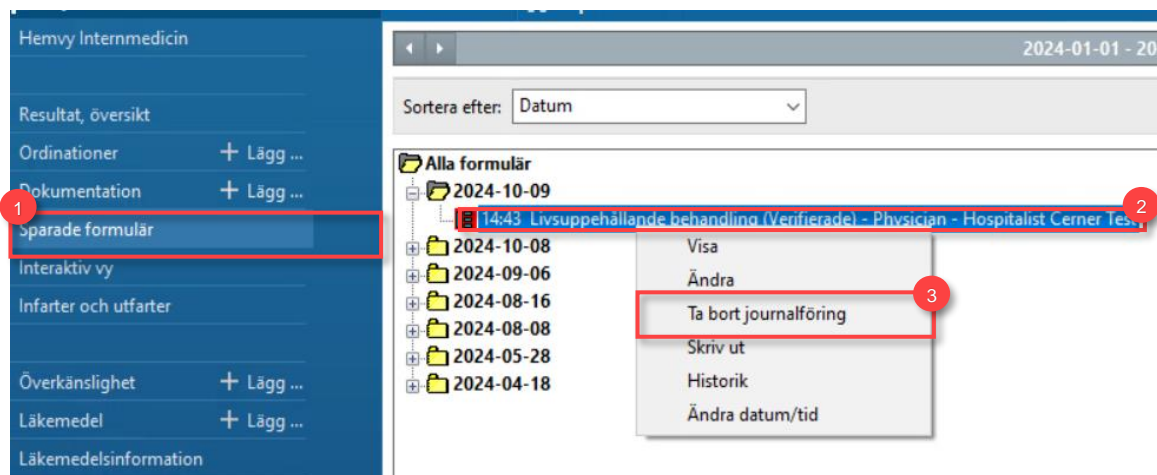 Hemvy Internmedicin
Resultat, översikt
Ordinationer + Lägg ...
Dokumentation + Lägg ...
1
Sparade formulär
Interaktiv vy
Infarter och utfarter
Överkänslighet + Lägg ...
Läkemedel + Lägg ...
Läkemedelsinformation
2024-01-01 - 20
Sortera efter: Datum
Alla formulär
2024-10-09
2
14:43 Livsuppehållande behandling (Verifierade) - Physician - Hospitalist Cerner Test
2024-10-08
2024-09-06
2024-08-16
2024-08-08
2024-05-28
2024-04-18
Visa
Ändra
3
Ta bort journalföring
Skriv ut
Historik
Ändra datum/tid